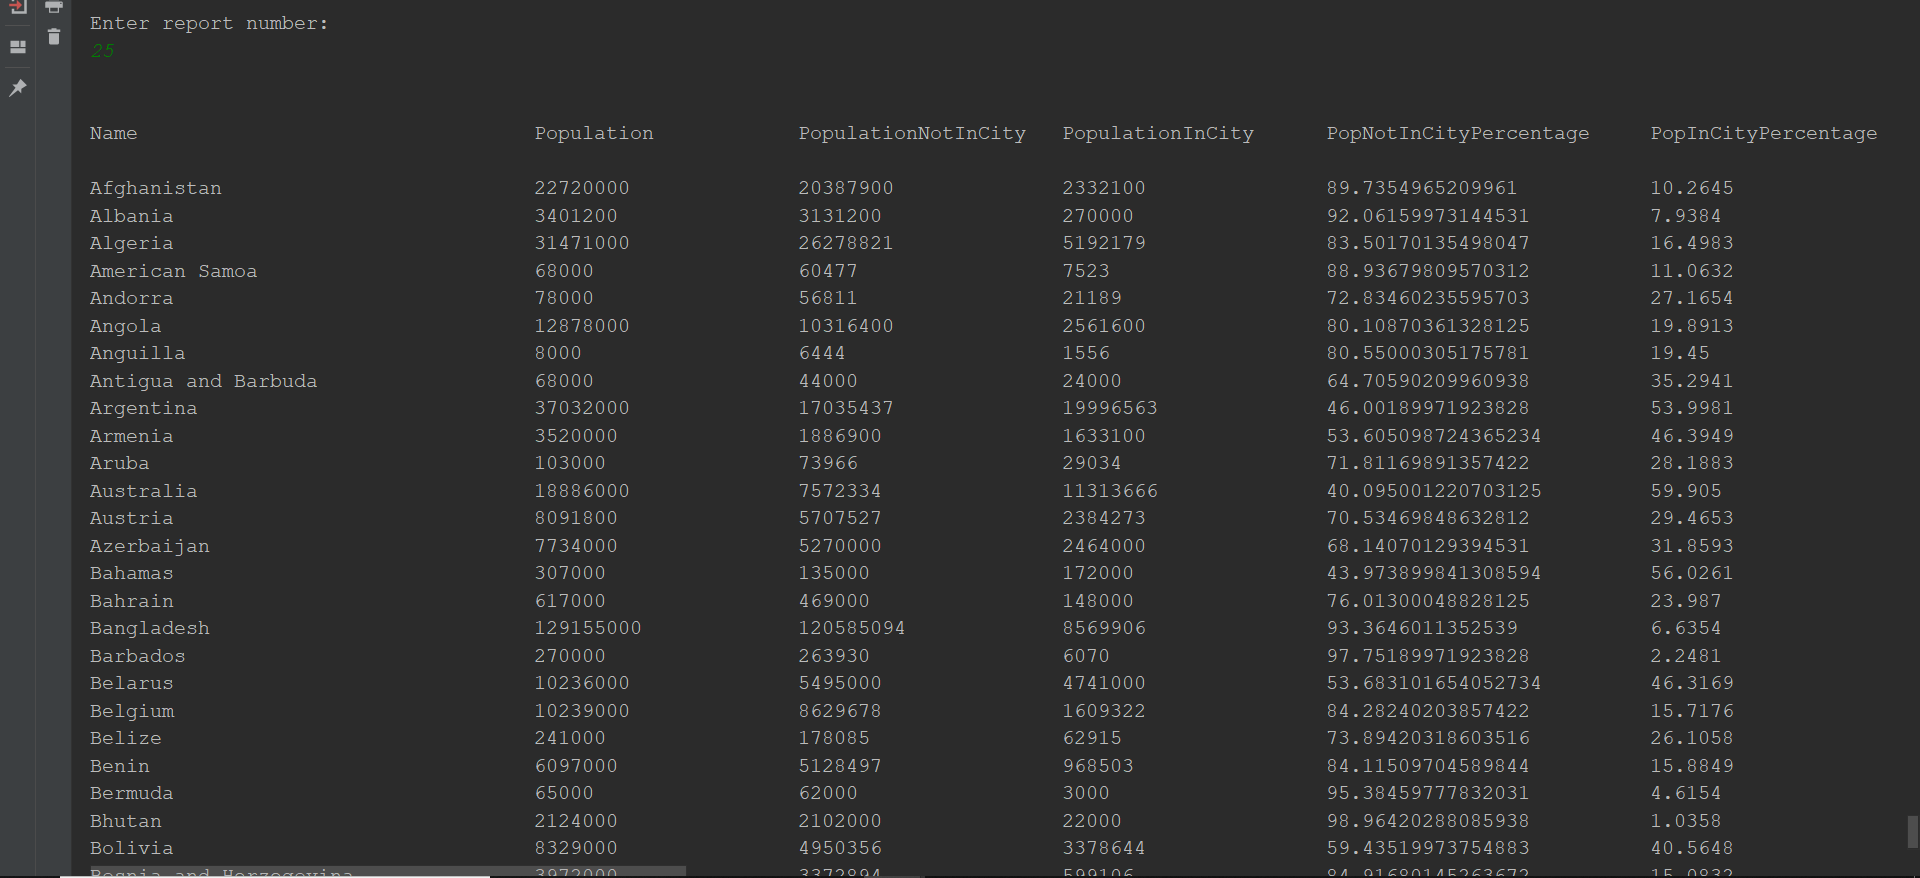 Enter report number:
25
Name Population PopulationNotInCity PopulationInCity PopNotInCityPercentage PopInCityPercentage
Afghanistan 22720000 20387900 2332100 89.7354965209961 10.2645
Albania 3401200 3131200 270000 92.06159973144531 7.9384
Algeria 31471000 26278821 5192179 83.50170135498047 16.4983
American Samoa 68000 60477 7523 88.93679809570312 11.0632
Andorra 78000 56811 21189 72.83460235595703 27.1654
Angola 12878000 10316400 2561600 80.10870361328125 19.8913
Anguilla 8000 6444 1556 80.55000305175781 19.45
Antigua and Barbuda 68000 44000 24000 64.70590209960938 35.2941
Argentina 37032000 17035437 19996563 46.00189971923828 53.9981
Armenia 3520000 1886900 1633100 53.605098724365234 46.3949
Aruba 103000 73966 29034 71.81169891357422 28.1883
Australia 18886000 7572334 11313666 40.095001220703125 59.905
Austria 8091800 5707527 2384273 70.53469848632812 29.4653
Azerbaijan 7734000 5270000 2464000 68.14070129394531 31.8593
Bahamas 307000 135000 172000 43.973899841308594 56.0261
Bahrain 617000 469000 148000 76.01300048828125 23.987
Bangladesh 129155000 120585094 8569906 93.3646011352539 6.6354
Barbados 270000 263930 6070 97.75189971923828 2.2481
Belarus 10236000 5495000 4741000 53.683101654052734 46.3169
Belgium 10239000 8629678 1609322 84.28240203857422 15.7176
Belize 241000 178085 62915 73.89420318603516 26.1058
Benin 6097000 5128497 968503 84.11509704589844 15.8849
Bermuda 65000 62000 3000 95.38459777832031 4.6154
Bhutan 2124000 2102000 22000 98.96420288085938 1.0358
Bolivia 8329000 4950356 3378644 59.43519973754883 40.5648
Bosnia and Herzegovina 3972000 3372894 599106 84.91680145263672 15.0832